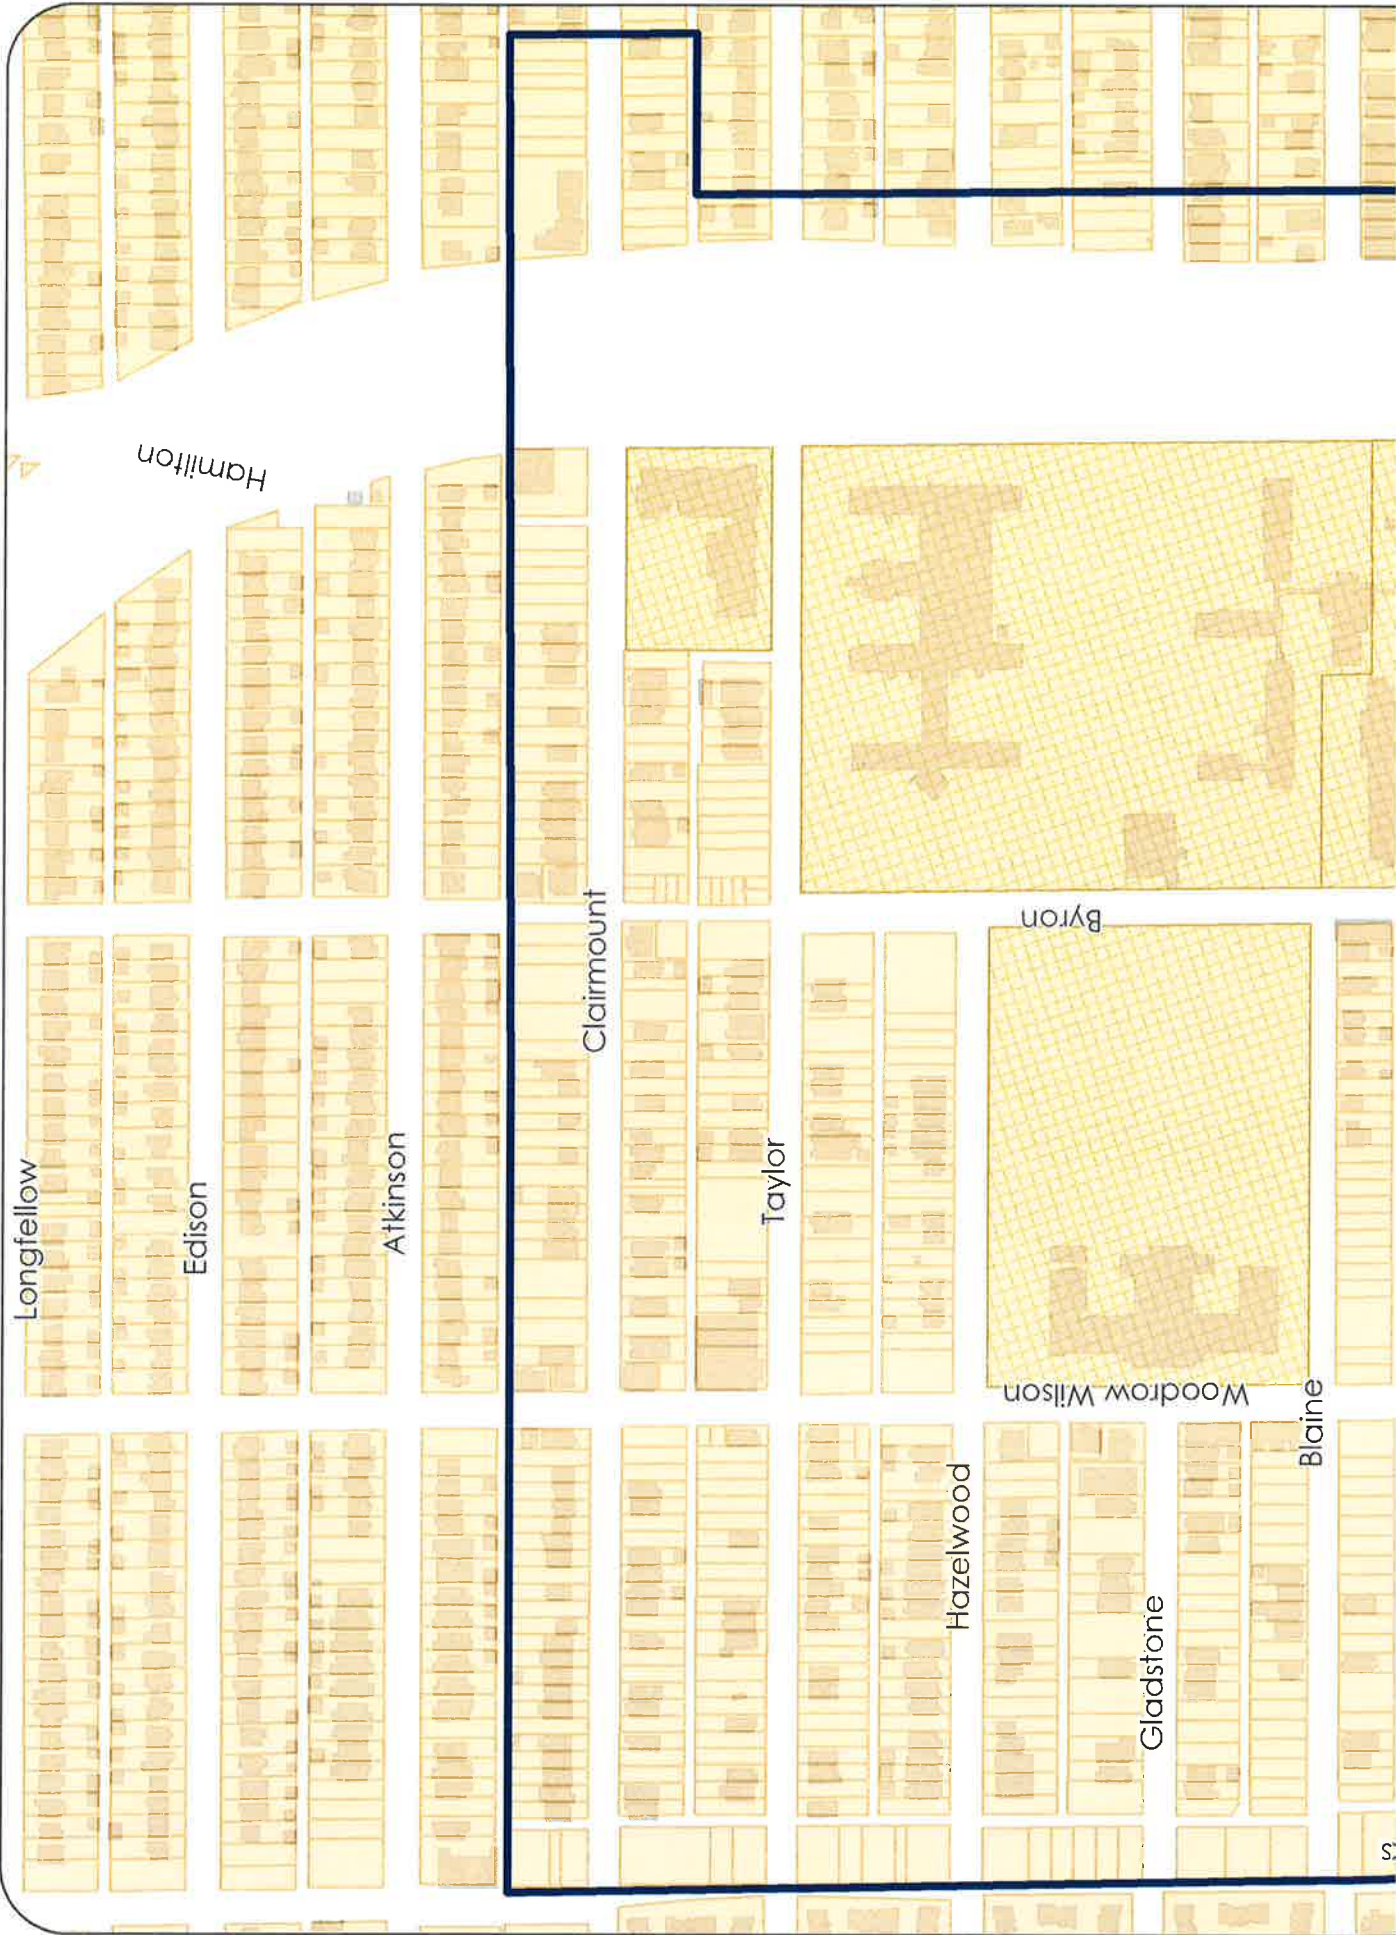 Longfellow
Edison
Atkinson
Hamilton
Clairmount
Taylor
Byron
Hazelwood
Woodrow Wilson
Gladstone
Blaine